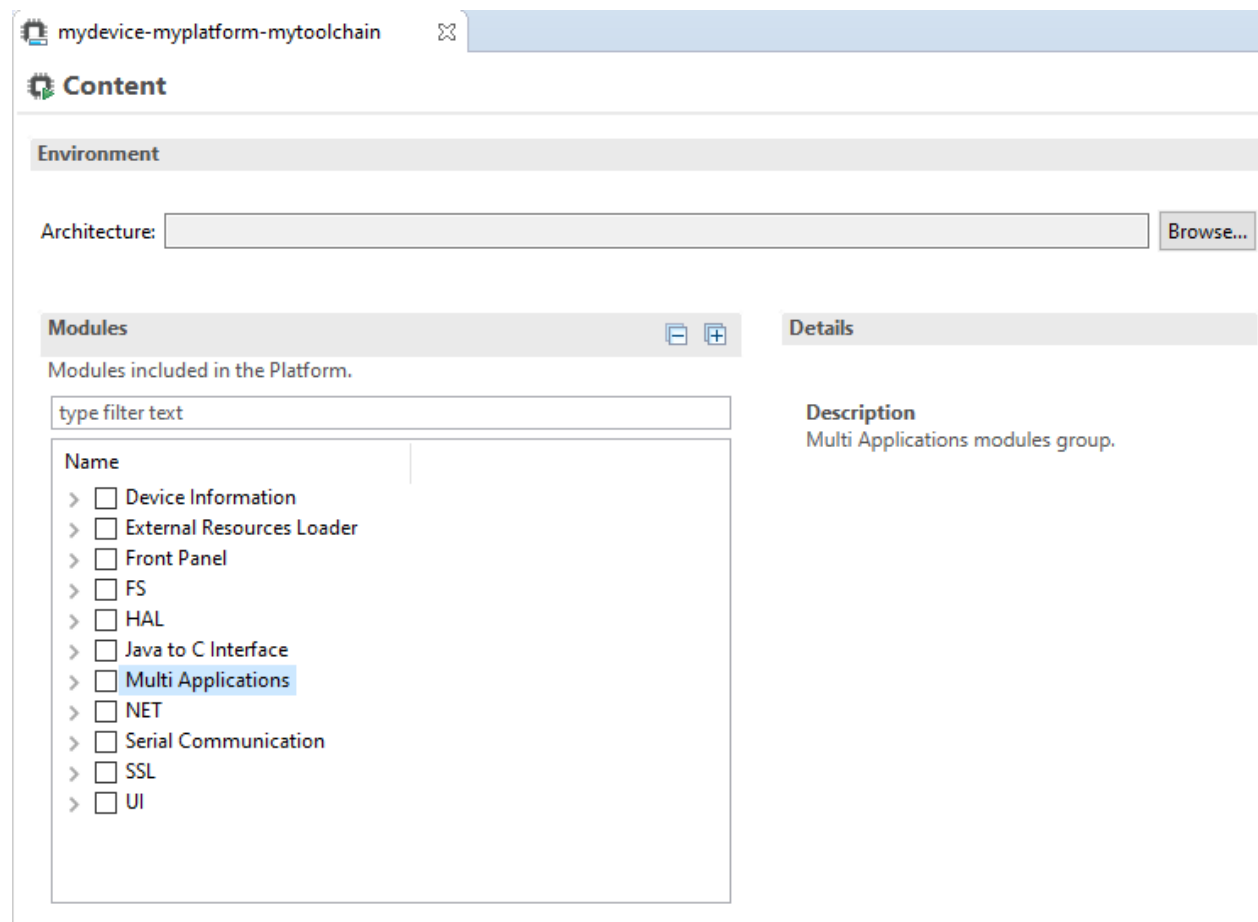 mydevice-myplatform-mytoolchain
Content
Environment
Architecture:
Browse...
Modules
Modules included in the Platform.
type filter text
Name
Device Information
External Resources Loader
Front Panel
FS
HAL
Java to C Interface
Multi Applications
NET
Serial Communication
SSL
UI
Details
Description
Multi Applications modules group.